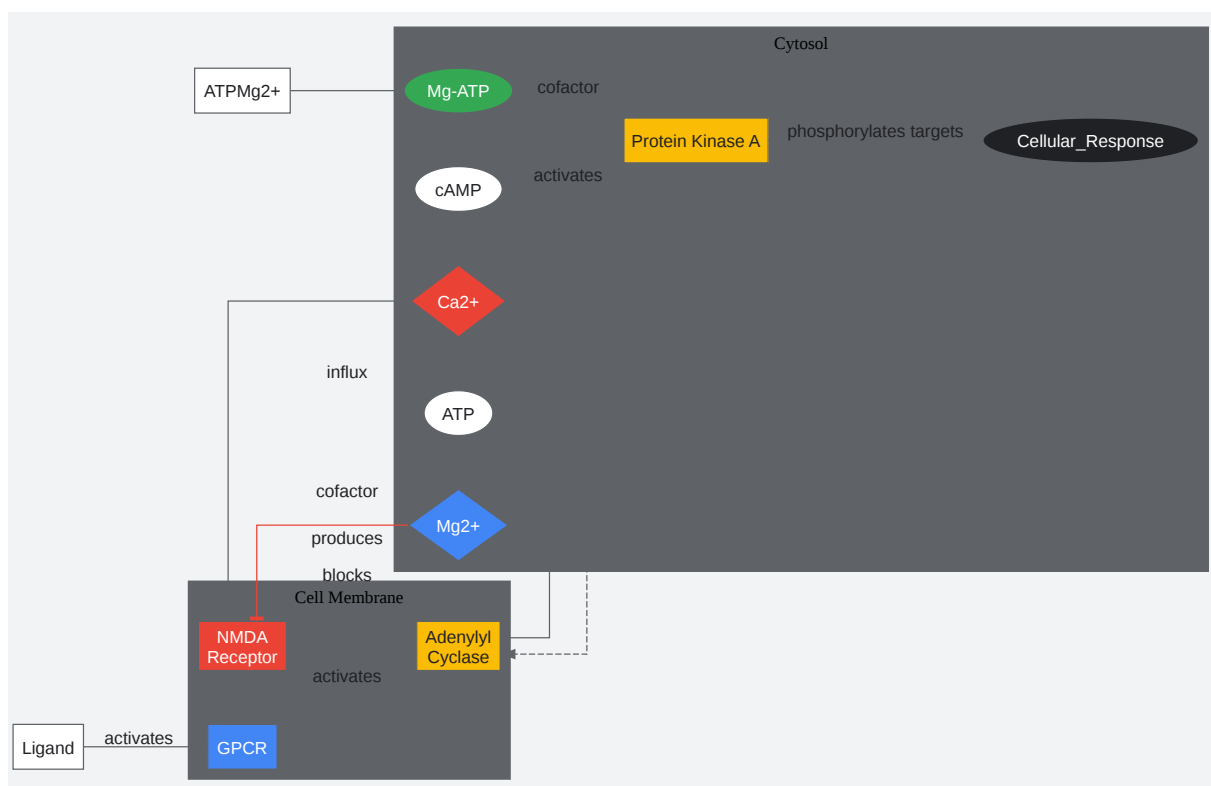 Cytosol
ATPMg2+
Mg-ATP
cofactor
Protein Kinase A
phosphorylates targets
Cellular_Response
cAMP
activates
Ca2+
influx
ATP
cofactor
Mg2+
produces
blocks
Cell Membrane
NMDA
Receptor
Adenylyl
Cyclase
activates
Ligand
activates
GPCR